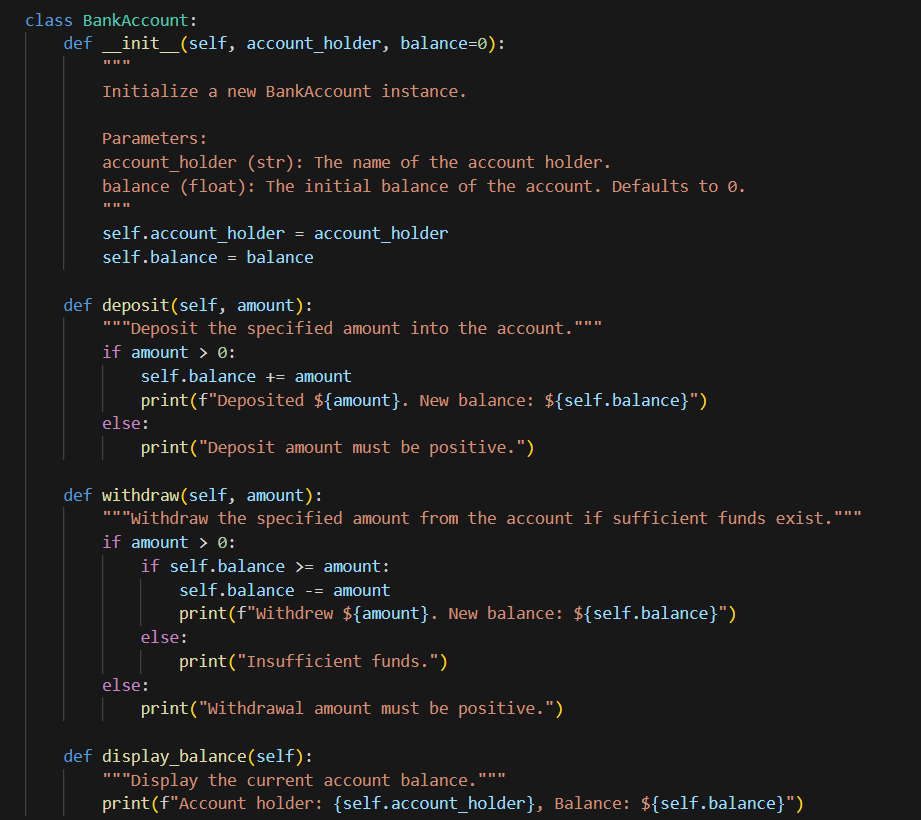 class BankAccount:
    def __init__(self, account_holder, balance=0):
        """
        Initialize a new BankAccount instance.

        Parameters:
        account_holder (str): The name of the account holder.
        balance (float): The initial balance of the account. Defaults to 0.
        """
        self.account_holder = account_holder
        self.balance = balance

    def deposit(self, amount):
        """Deposit the specified amount into the account."""
        if amount > 0:
            self.balance += amount
            print(f"Deposited ${amount}. New balance: ${self.balance}")
        else:
            print("Deposit amount must be positive.")

    def withdraw(self, amount):
        """Withdraw the specified amount from the account if sufficient funds exist."""
        if amount > 0:
            if self.balance >= amount:
                self.balance -= amount
                print(f"Withdrew ${amount}. New balance: ${self.balance}")
            else:
                print("Insufficient funds.")
        else:
            print("Withdrawal amount must be positive.")

    def display_balance(self):
        """Display the current account balance."""
        print(f"Account holder: {self.account_holder}, Balance: ${self.balance}")